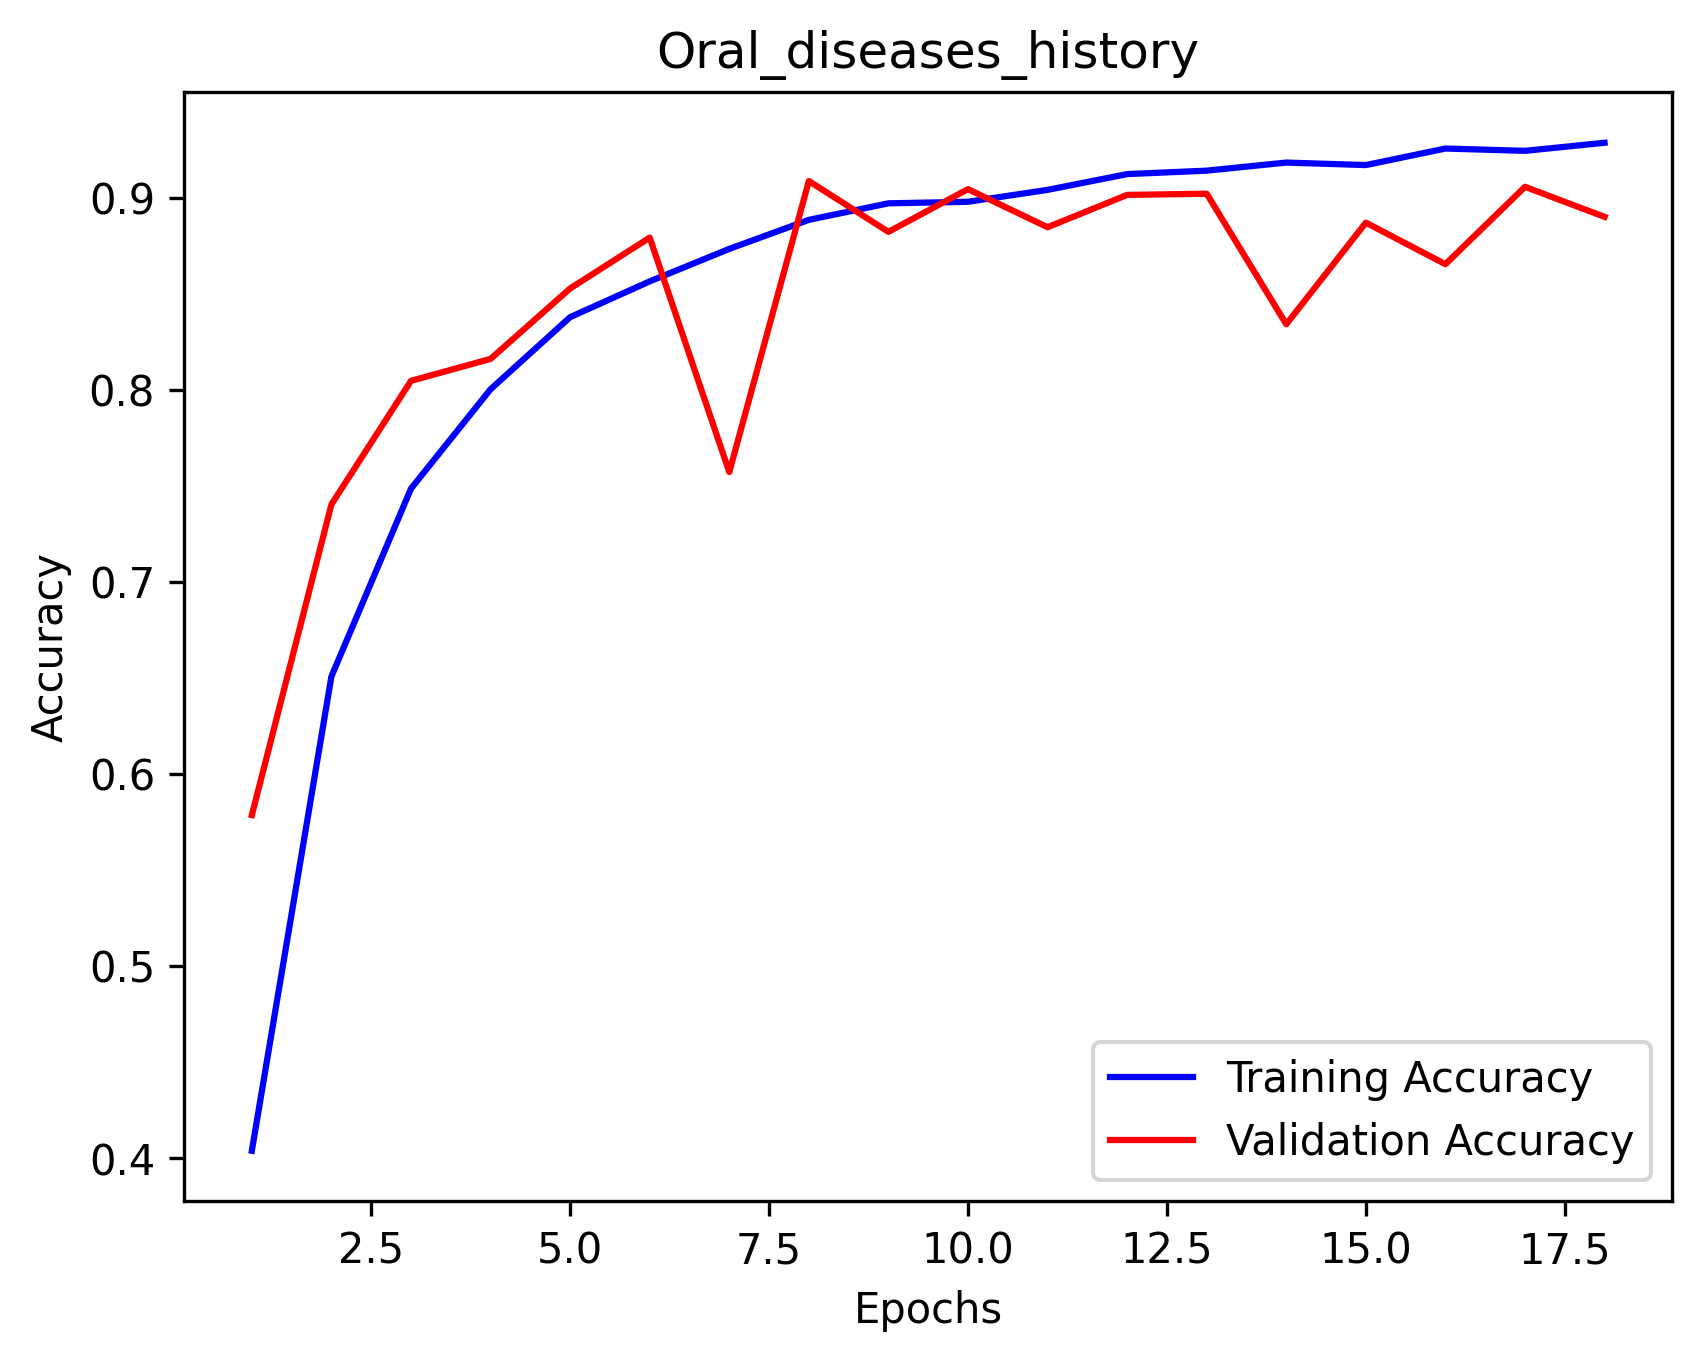 Oral_diseases_history
Accuracy
0.9
0.8
0.7
0.6
0.5
0.4
Training Accuracy
Validation Accuracy
2.5 5.0 7.5 10.0 12.5 15.0 17.5
Epochs